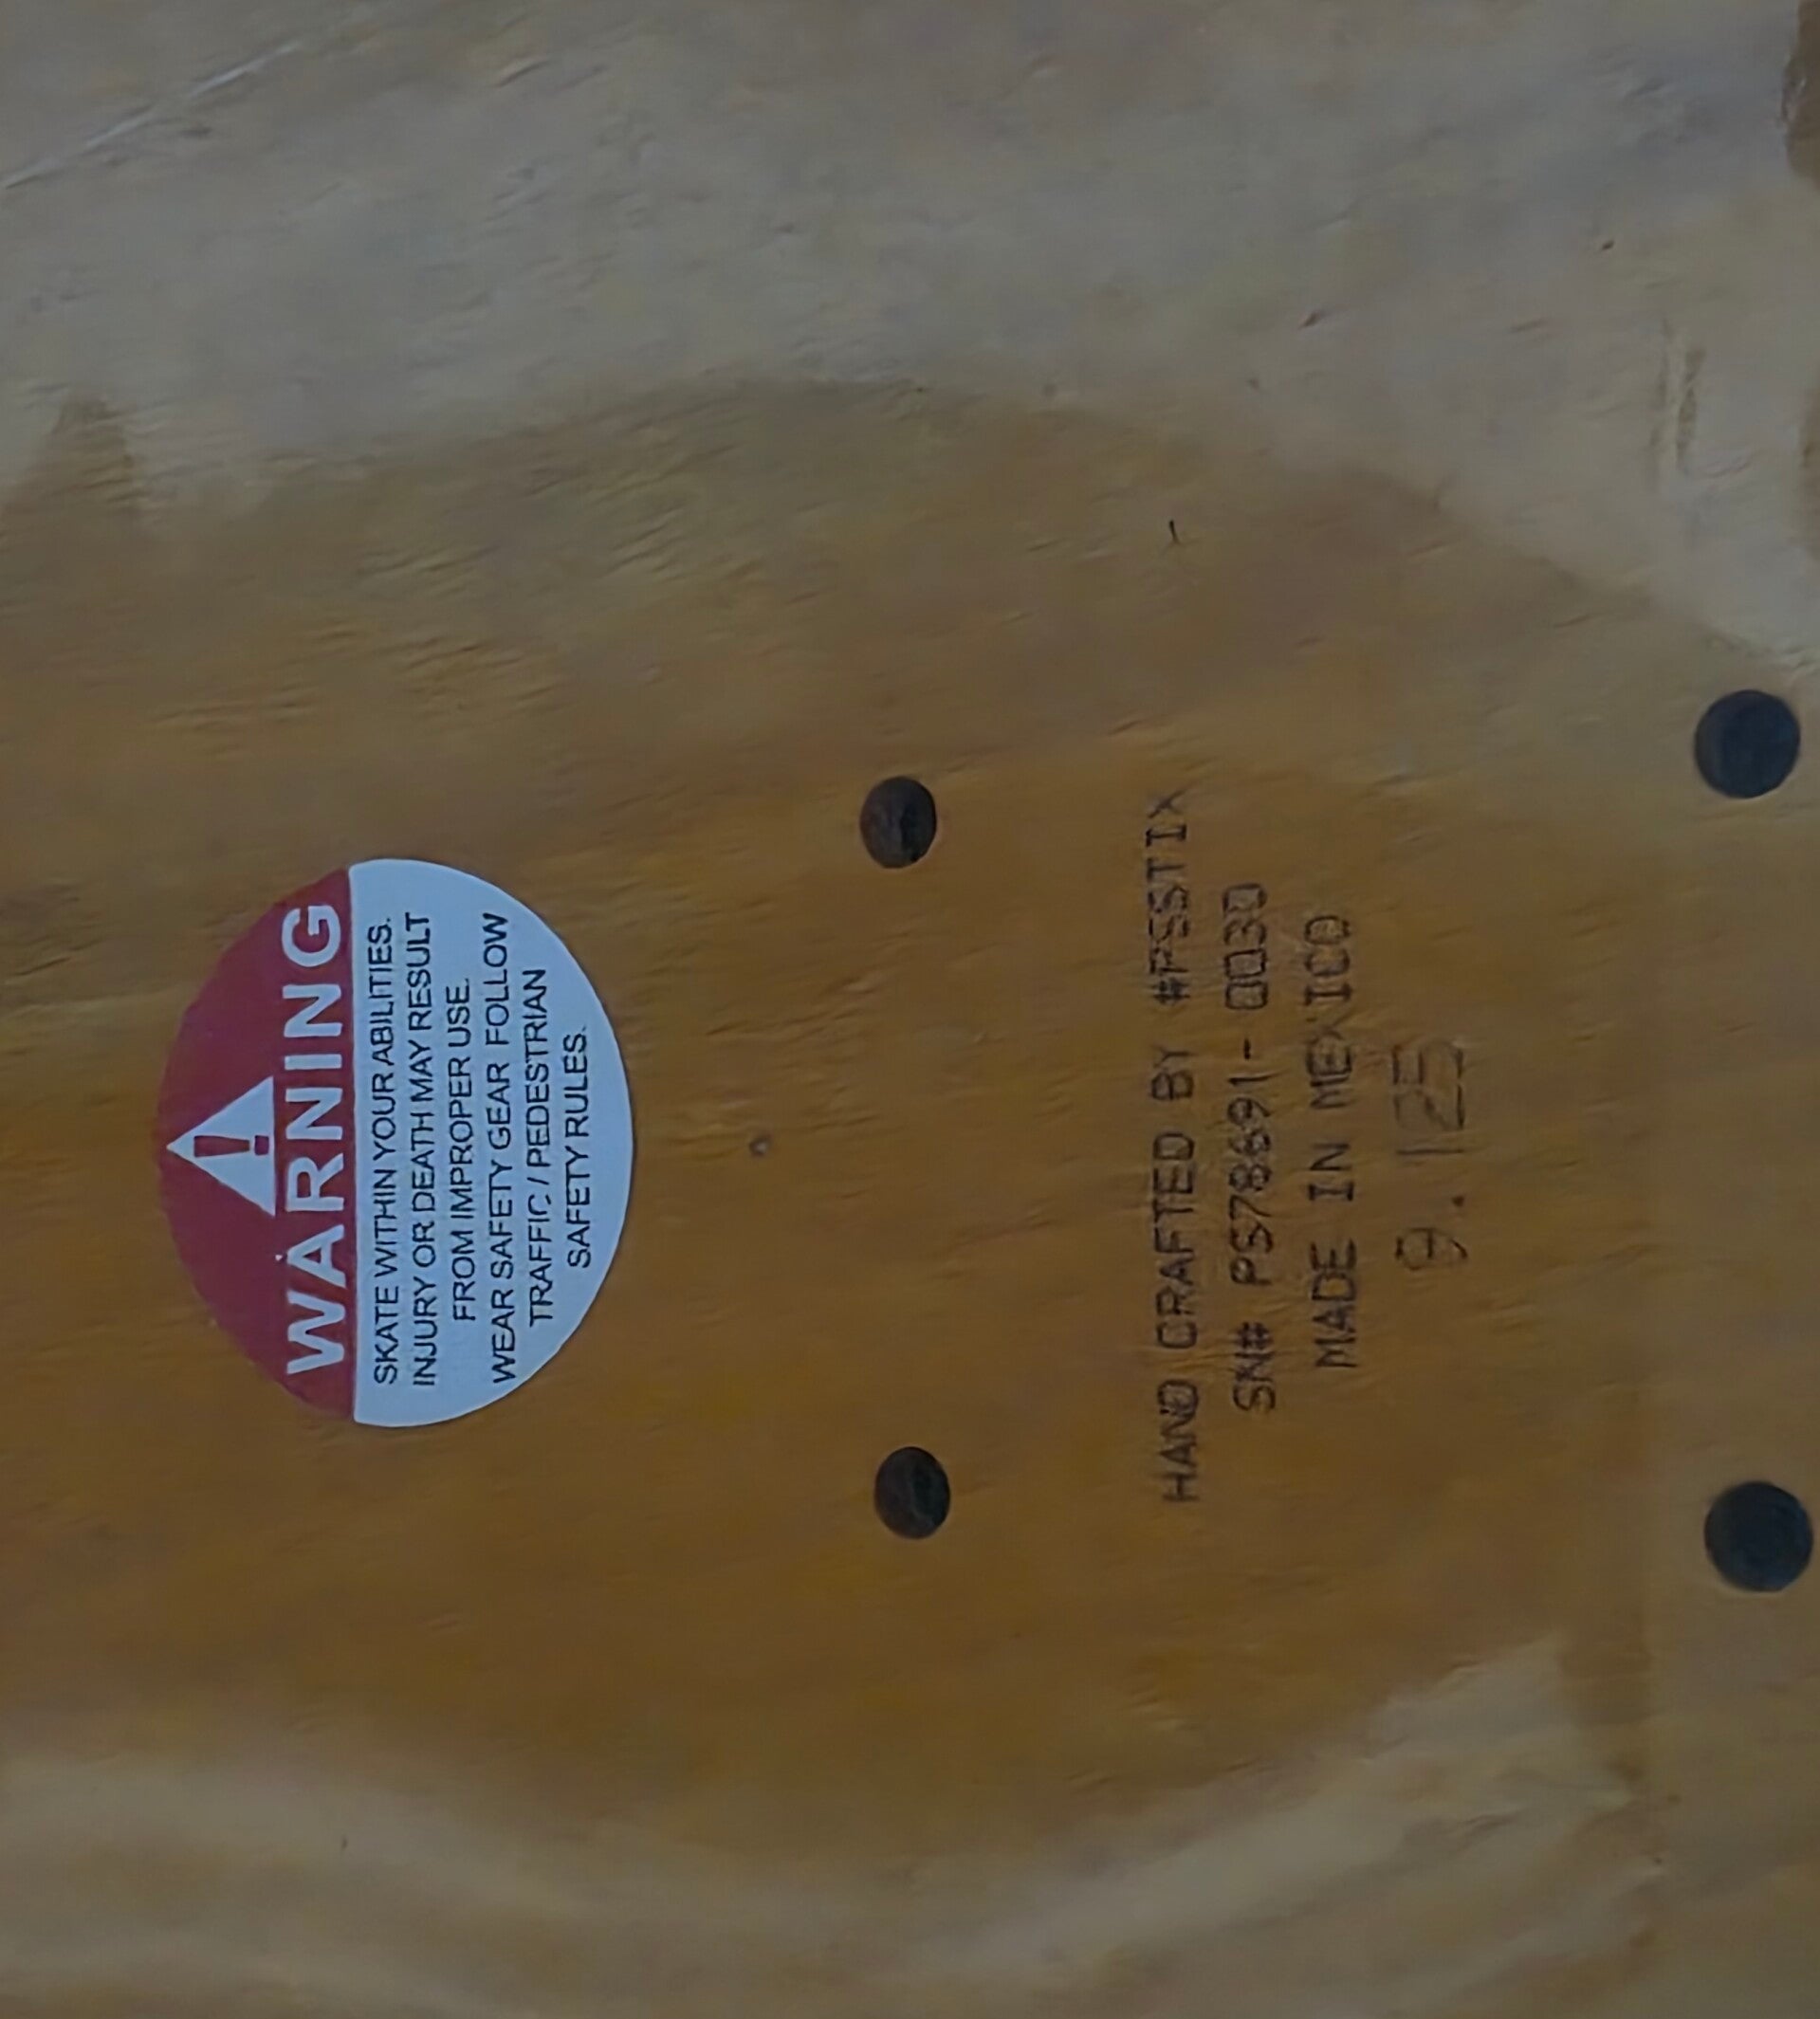 WARNING
SKATE WITHIN YOUR ABILITIES.
INJURY OR DEATH MAY RESULT
FROM IMPROPER USE.
WEAR SAFETY GEAR FOLLOW
TRAFFIC / PEDESTRIAN
SAFETY RULES.
HAND CRAFTED BY #PSSTIX
SN# PS78691- 0030
MADE IN MEXICO
9.125